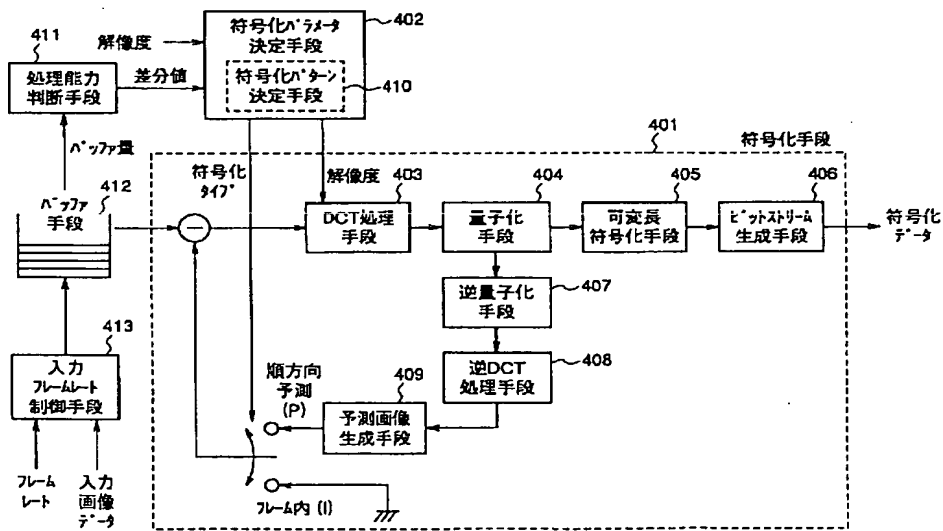 411
処理能力
判断手段
解像度
差分値
符号化パラメータ
決定手段
402
符号化パターン
決定手段
410
バッファ量
バッファ
手段
412
413
入力
フレームレート
制御手段
フレーム
レート
入力
画像
データ
401
符号化手段
符号化
タイプ
解像度
403
DCT処理
手段
404
量子化
手段
405
可変長
符号化手段
406
ビットストリーム
生成手段
符号化
データ
逆量子化
手段
407
逆DCT
処理手段
408
409
予測画像
生成手段
順方向
予測
(P)
フレーム内 (I)